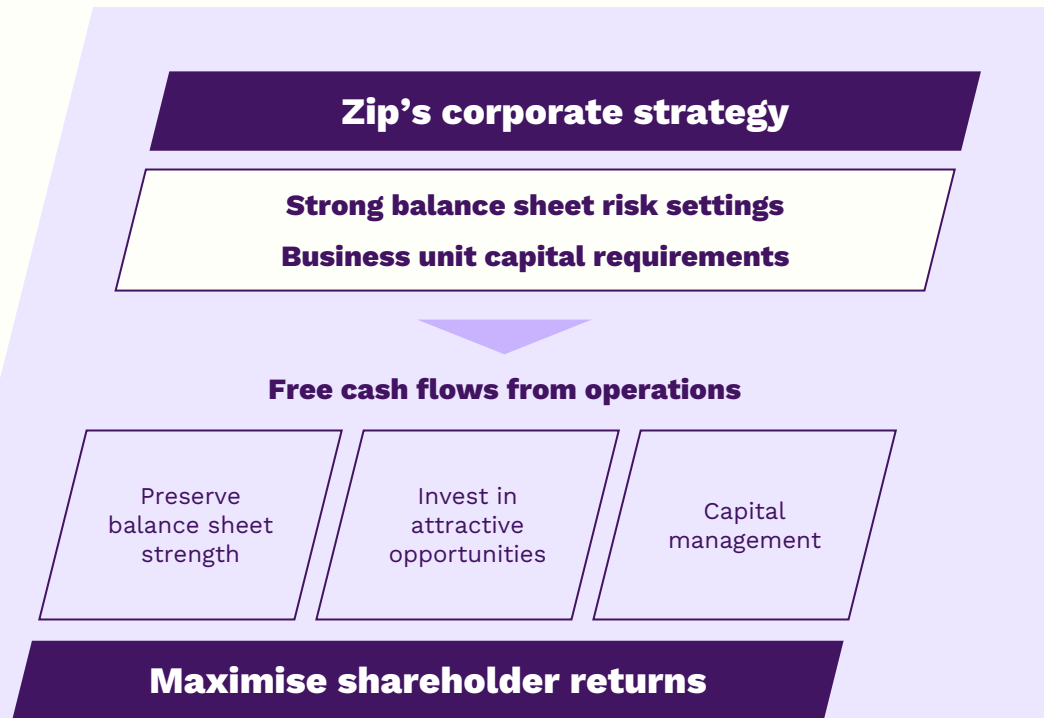 Zip’s corporate strategy
Strong balance sheet risk settings
Business unit capital requirements
Free cash flows from operations
Preserve
balance sheet
strength
Invest in
attractive
opportunities
Capital
management
Maximise shareholder returns